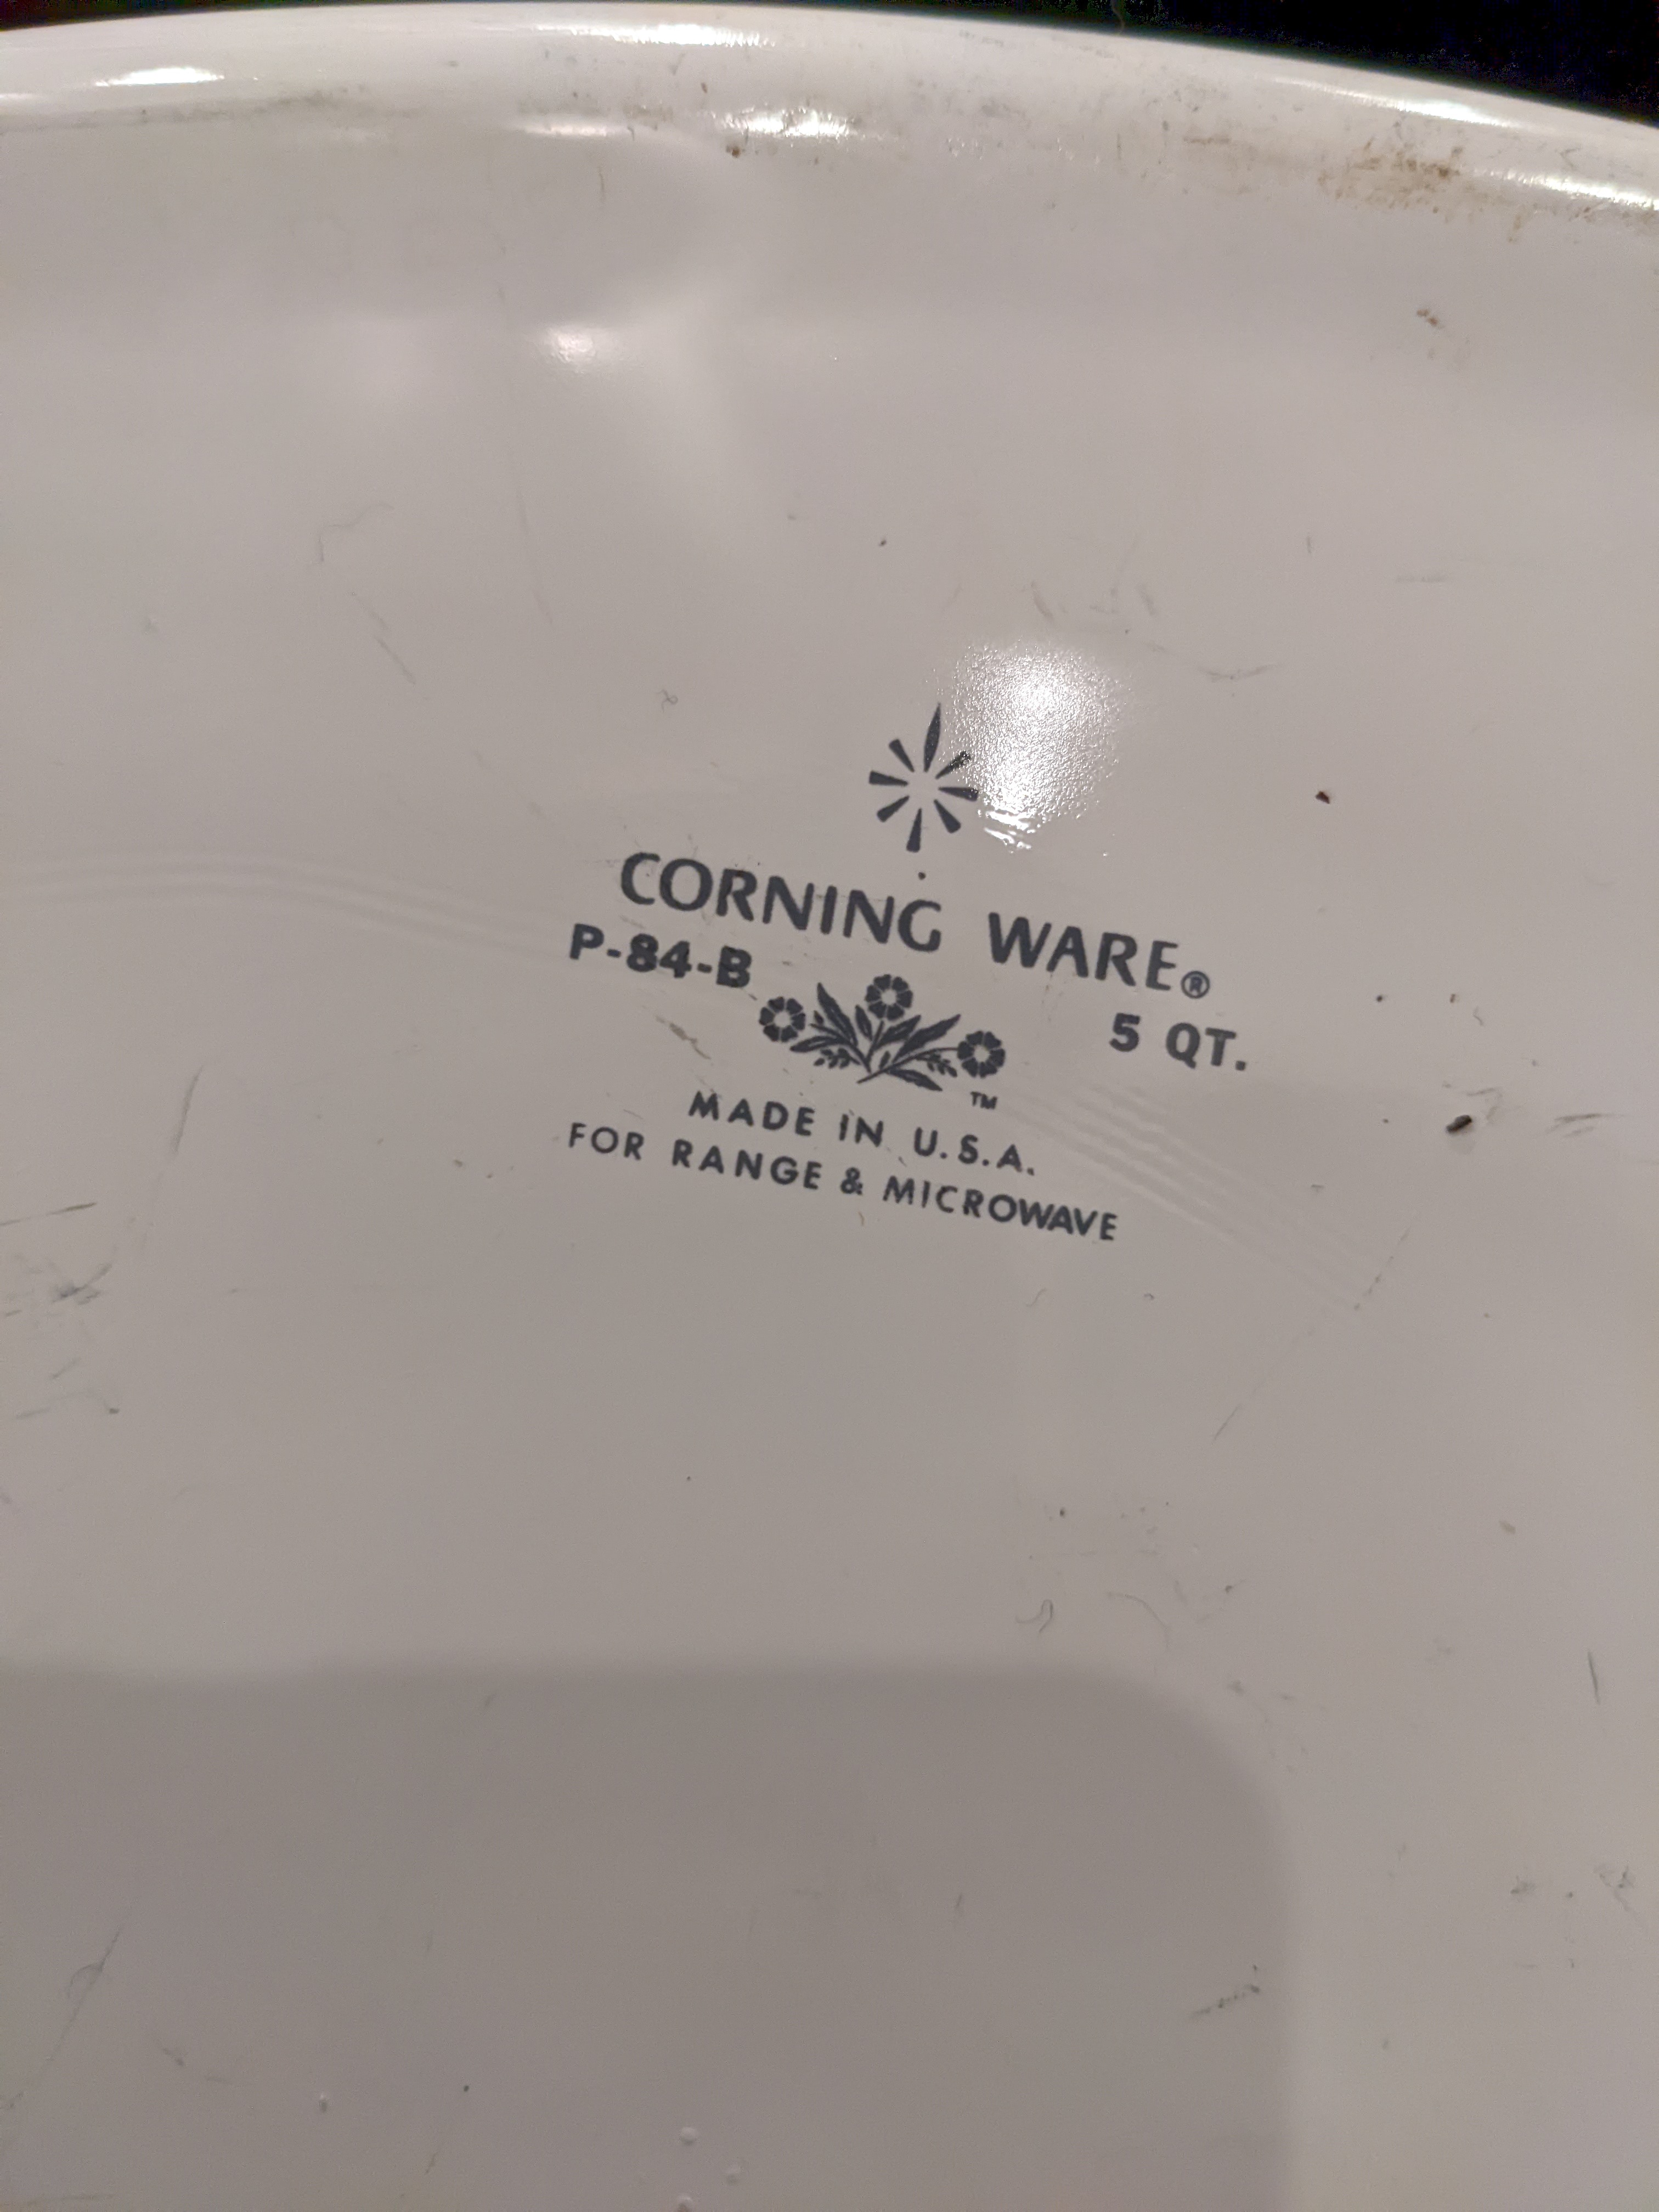 CORNING WARE®
P-84-B
5 QT.
TM
MADE IN U.S.A.
FOR RANGE & MICROWAVE